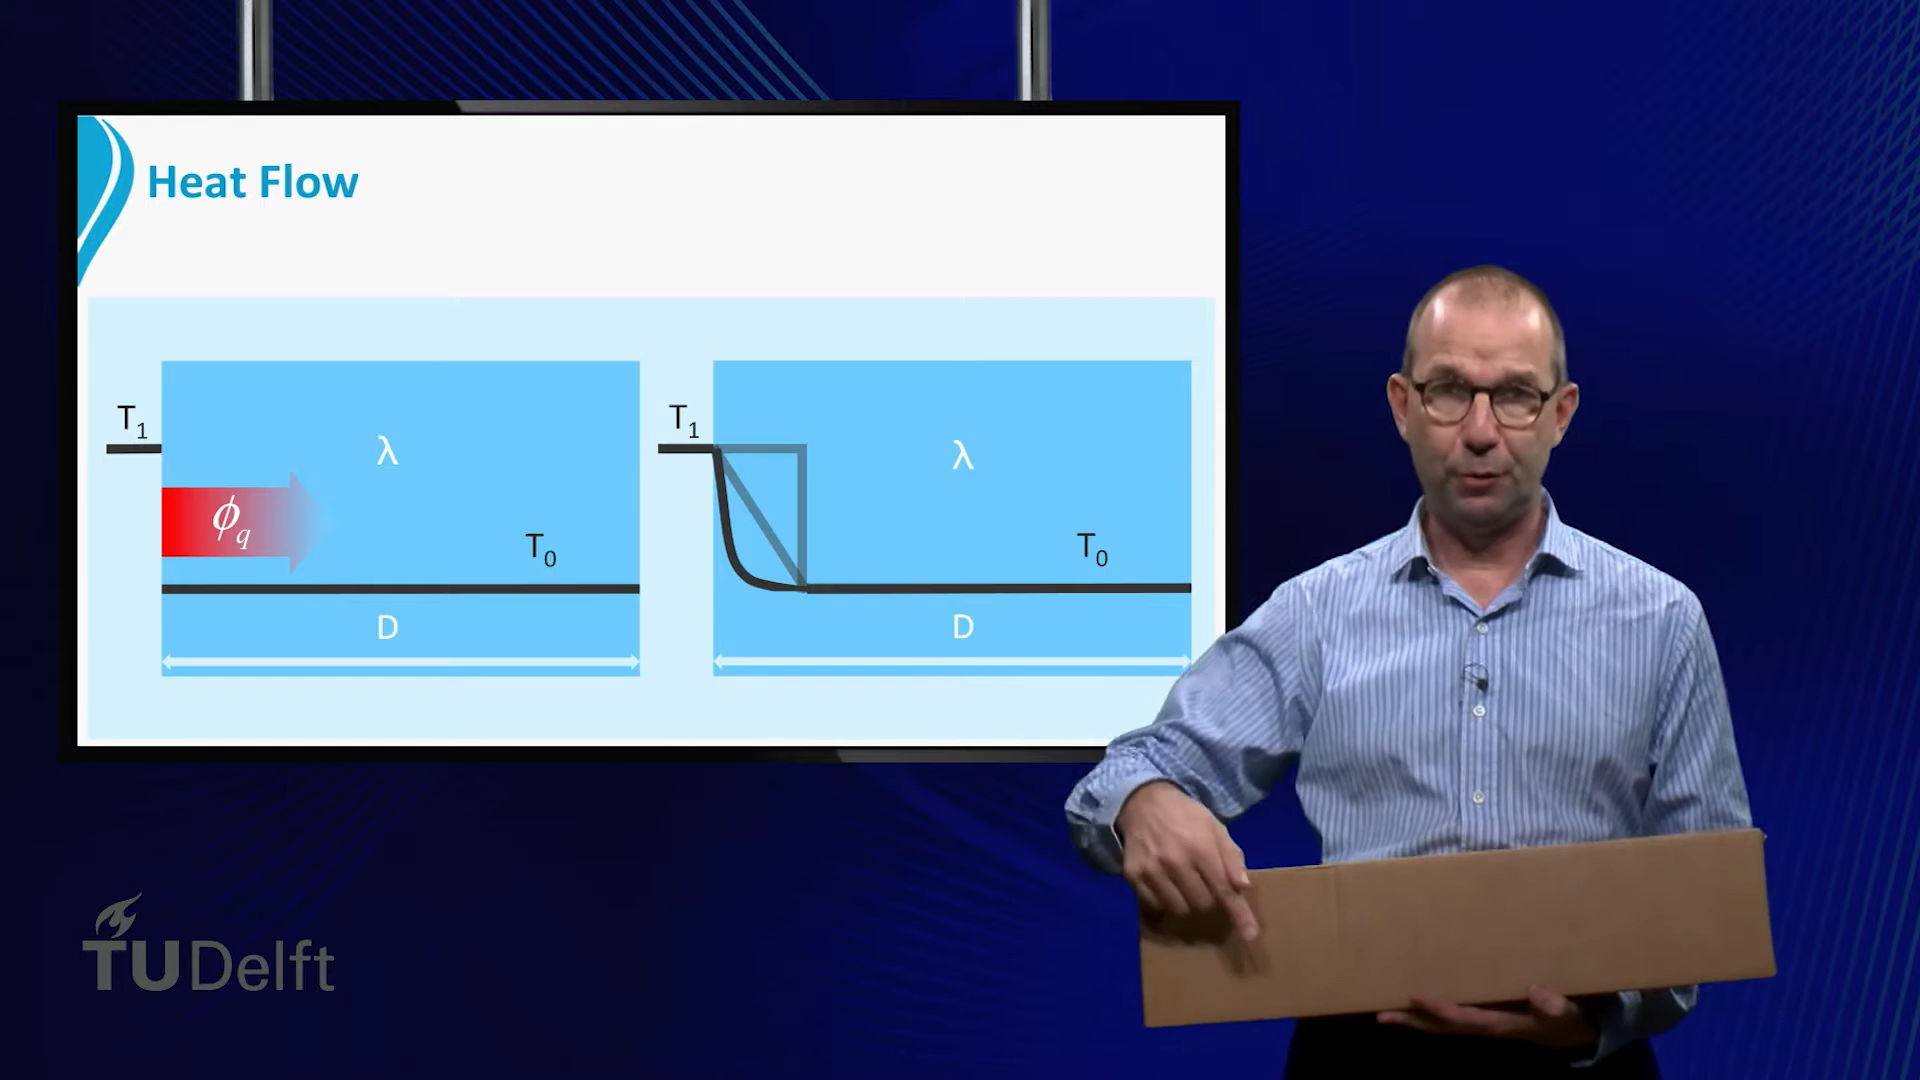 Heat Flow
T₁
λ
ϕq
T₀
D
T₁
λ
T₀
D
TUDelft